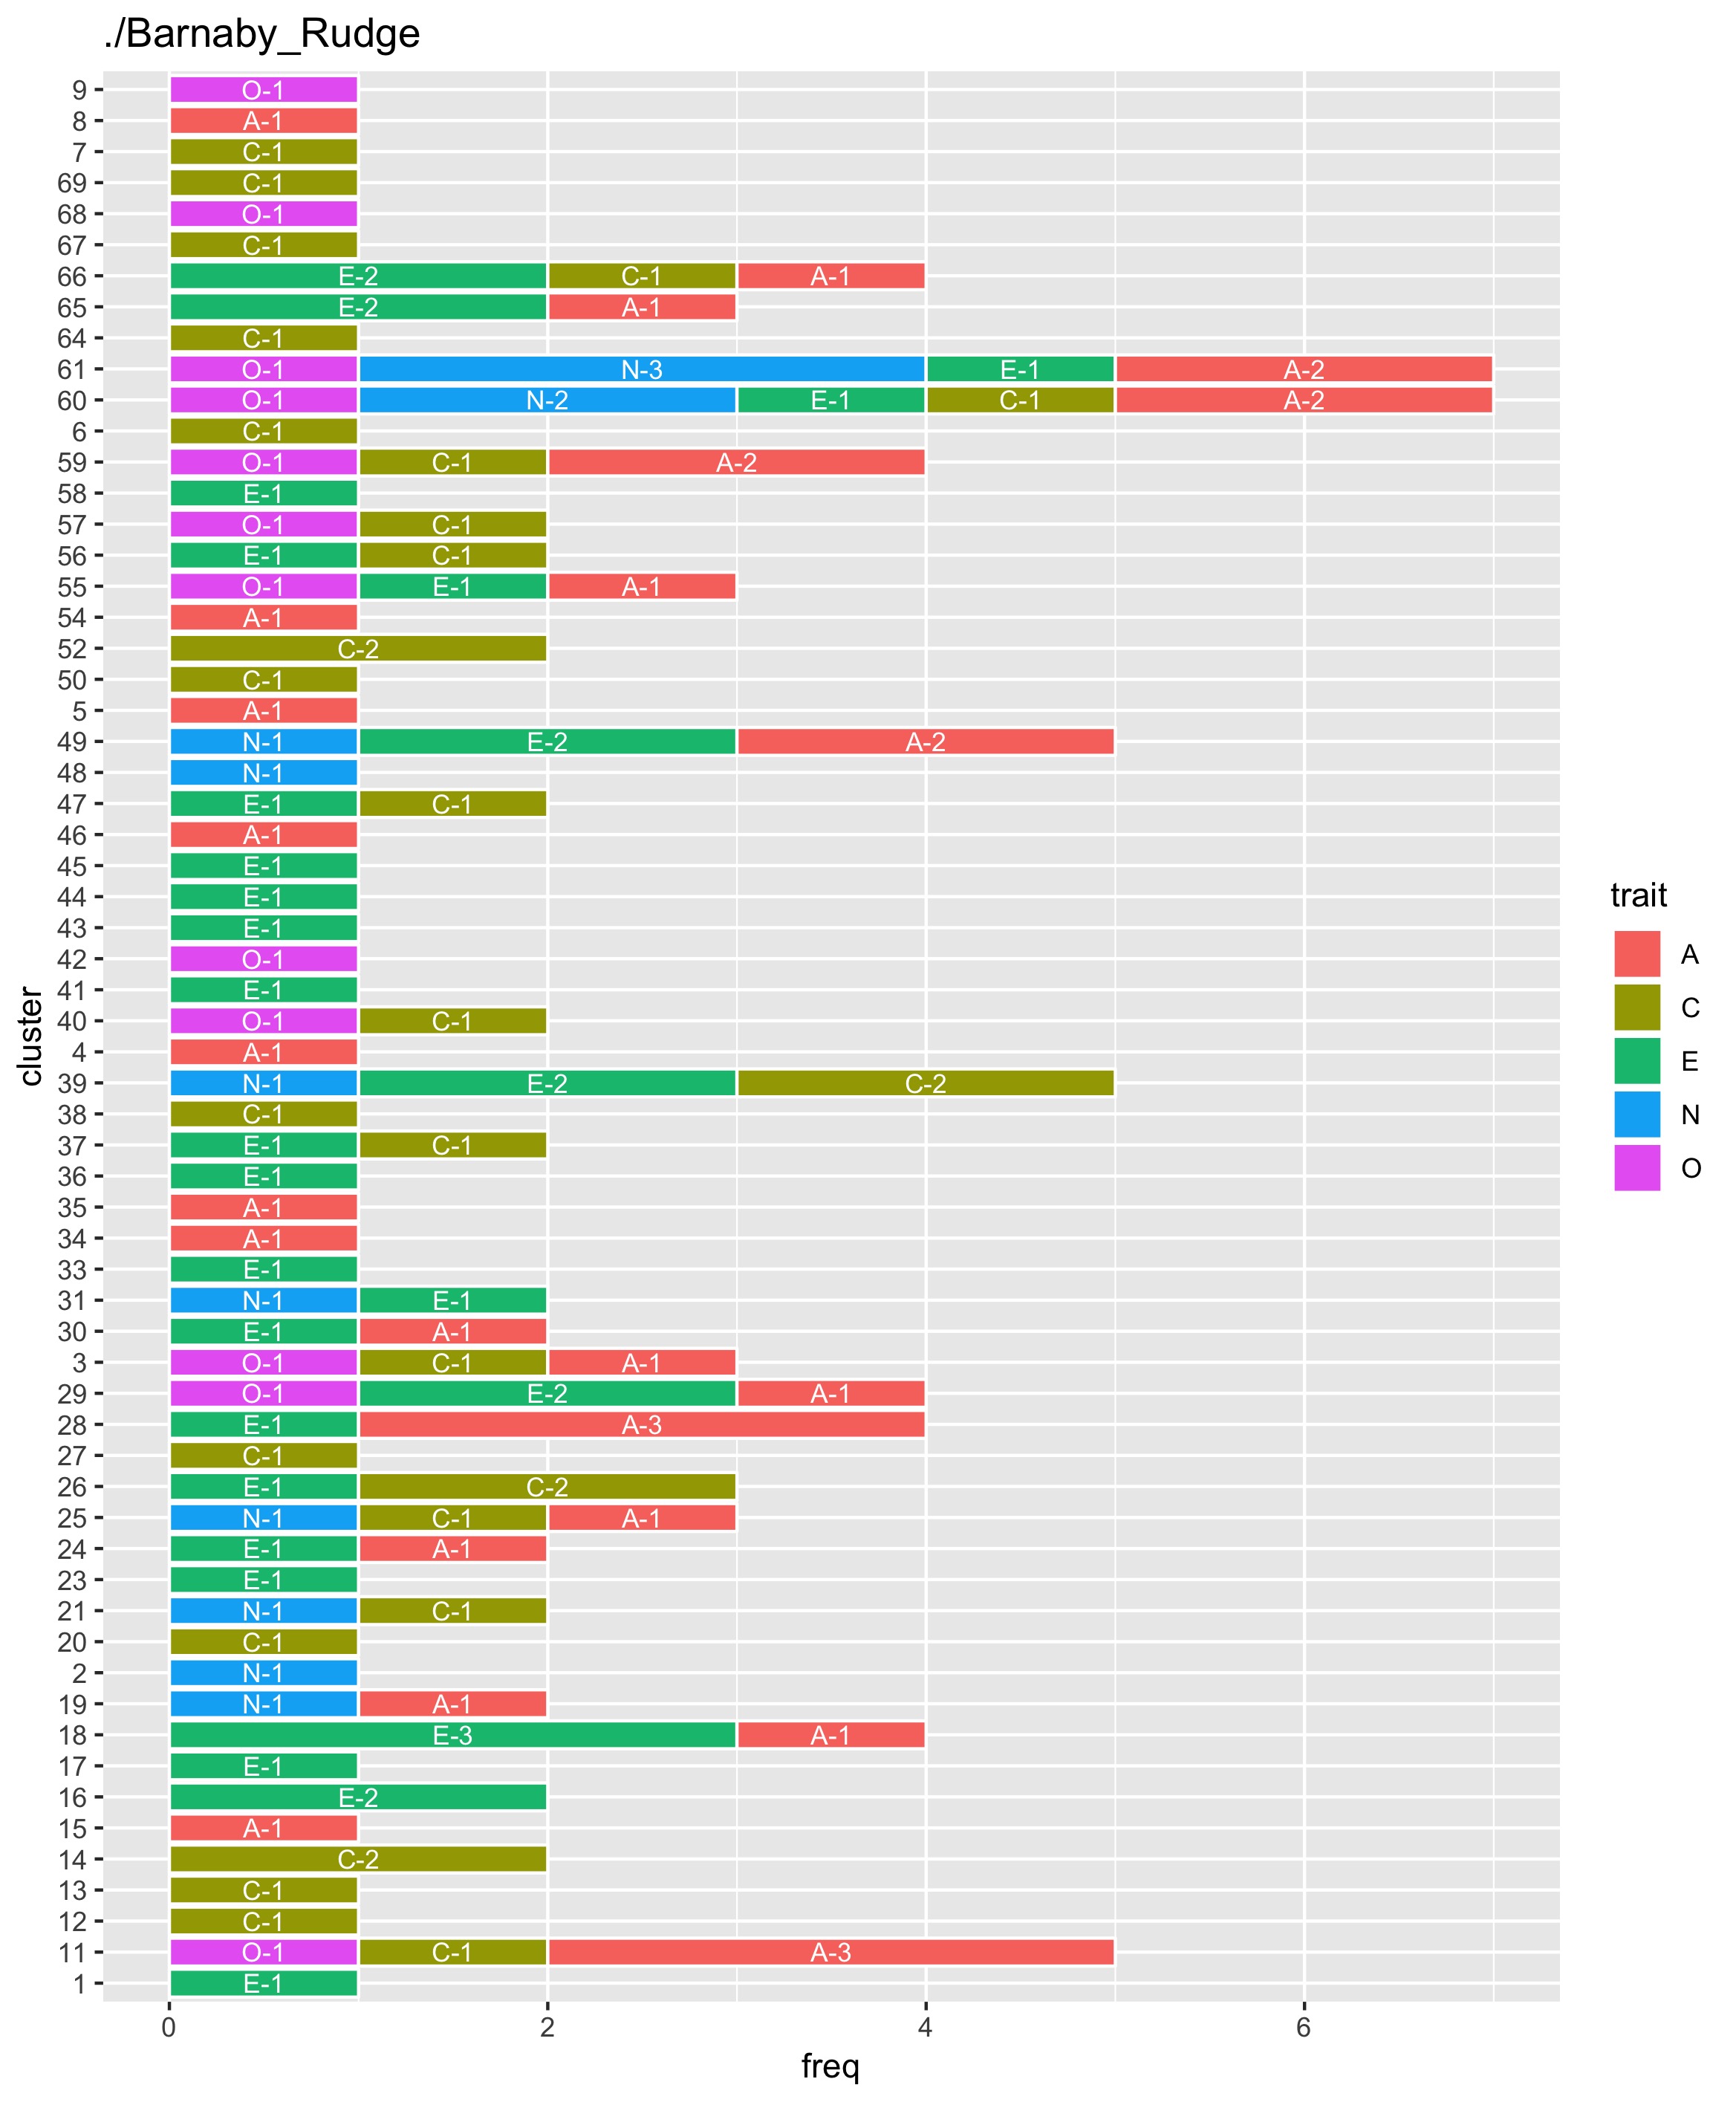 ./Barnaby_Rudge
9 O-1
8 A-1
7 C-1
69 C-1
68 O-1
67 C-1
66 E-2 C-1 A-1
65 E-2 A-1
64 C-1
61 O-1 N-3 E-1 A-2
60 O-1 N-2 E-1 C-1 A-2
6 C-1
59 O-1 C-1 A-2
58 E-1
57 O-1 C-1
56 E-1 C-1
55 O-1 E-1 A-1
54 A-1
52 C-2
50 C-1
5 A-1
49 N-1 E-2 A-2
48 N-1
47 E-1 C-1
46 A-1
45 E-1
44 E-1
43 E-1
42 O-1
41 E-1
40 O-1 C-1
4 A-1
39 N-1 E-2 C-2
38 C-1
37 E-1 C-1
36 E-1
35 A-1
34 A-1
33 E-1
31 N-1 E-1
30 E-1 A-1
3 O-1 C-1 A-1
29 O-1 E-2 A-1
28 E-1 A-3
27 C-1
26 E-1 C-2
25 N-1 C-1 A-1
24 E-1 A-1
23 E-1
21 N-1 C-1
20 C-1
2 N-1
19 N-1 A-1
18 E-3 A-1
17 E-1
16 E-2
15 A-1
14 C-2
13 C-1
12 C-1
11 O-1 C-1 A-3
1 E-1
0 2 4 6
freq
cluster
trait
A
C
E
N
O